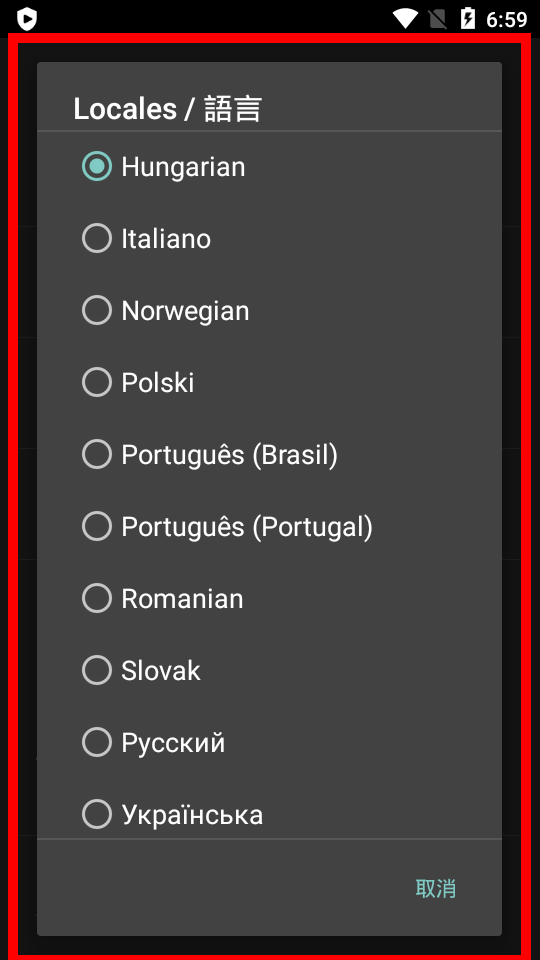 6:59
Locales / 語言
Hungarian
Italiano
Norwegian
Polski
Português (Brasil)
Português (Portugal)
Romanian
Slovak
Русский
Українська
取消